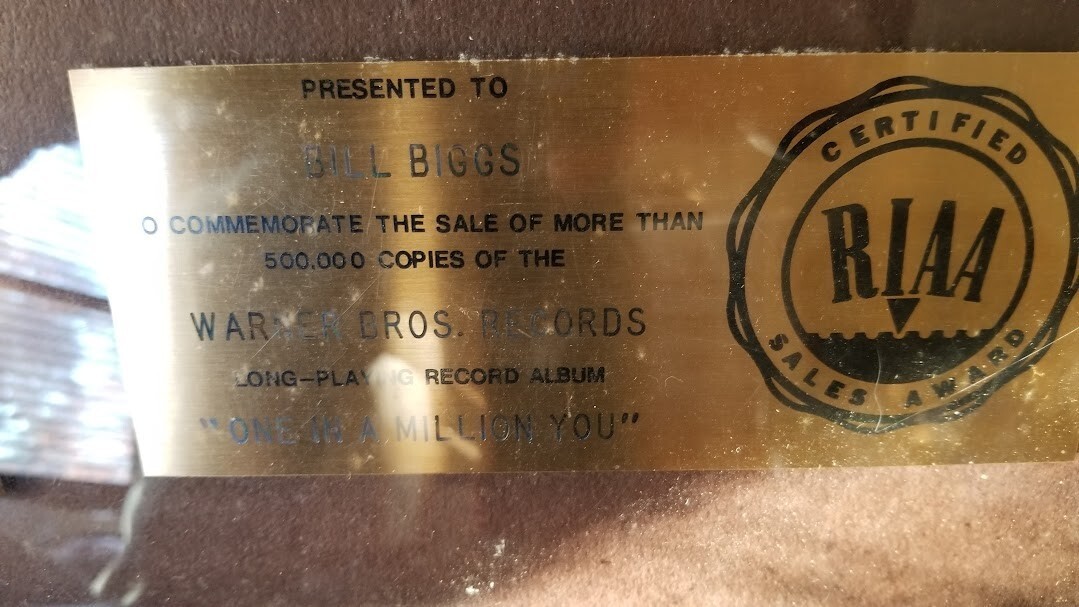 PRESENTED TO
BILL BIGGS
O COMMEMORATE THE SALE OF MORE THAN
500,000 COPIES OF THE
WARNER BROS. RECORDS
LONG-PLAYING RECORD ALBUM
"ONE IN A MILLION YOU"
CERTIFIED
RIAA
SALES AWARD